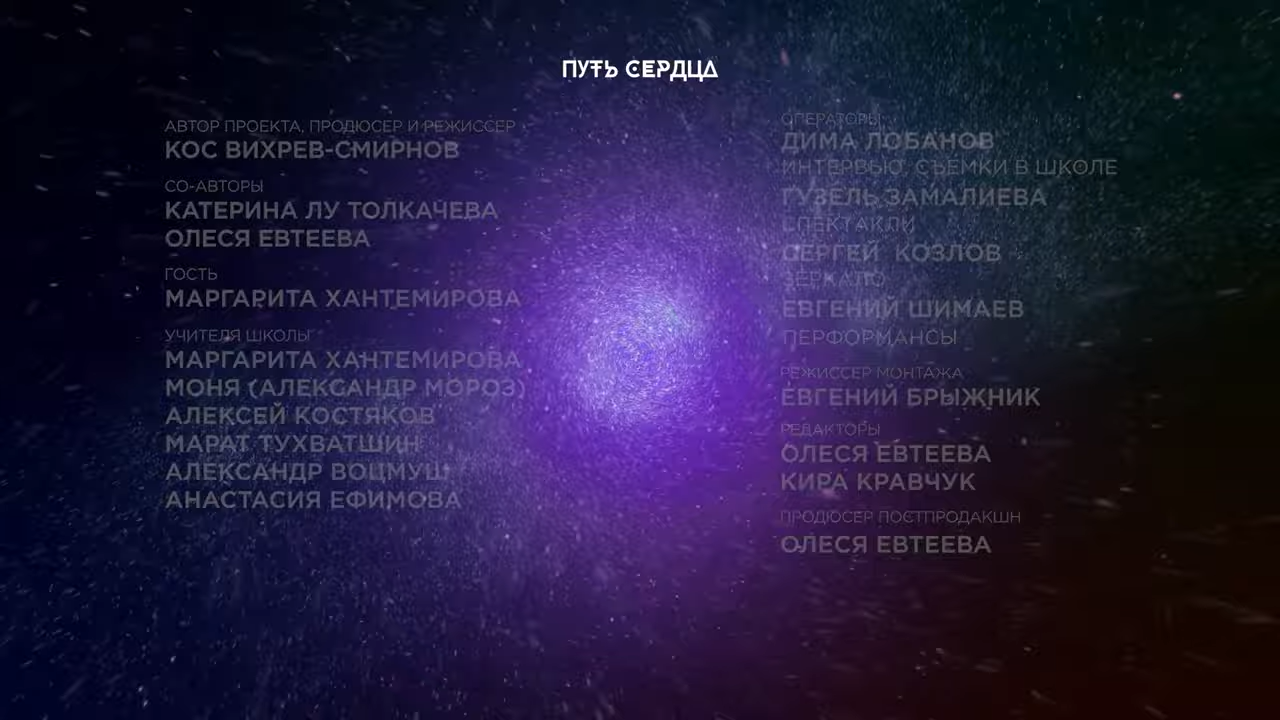 ПУТЬ СЕРДЦА
АВТОР ПРОЕКТА, ПРОДЮСЕР И РЕЖИССЕР
КОС ВИХРЕВ-СМИРНОВ
СО-АВТОРЫ
КАТЕРИНА ЛУ ТОЛКАЧЕВА
ОЛЕСЯ ЕВТЕЕВА
ГОСТЬ
МАРГАРИТА ХАНТЕМИРОВА
УЧИТЕЛЯ ШКОЛЫ
МАРГАРИТА ХАНТЕМИРОВА
МОНЯ (АЛЕКСАНДР МОРОЗ)
АЛЕКСЕЙ КОСТЯКОВ
МАРАТ ТУХВАТШИН
АЛЕКСАНДР ВОЦМУШ
АНАСТАСИЯ ЕФИМОВА
ОПЕРАТОРЫ
ДИМА ЛОБАНОВ
ИНТЕРВЬЮ, СЪЕМКИ В ШКОЛЕ
ГУЗЕЛЬ ЗАМАЛИЕВА
СПЕКТАКЛИ
СЕРГЕЙ КОЗЛОВ
ЗЕРКАЛО
ЕВГЕНИЙ ШИМАЕВ
ПЕРФОРМАНСЫ
РЕЖИССЕР МОНТАЖА
ЕВГЕНИЙ БРЫЖНИК
РЕДАКТОРЫ
ОЛЕСЯ ЕВТЕЕВА
КИРА КРАВЧУК
ПРОДЮСЕР ПОСТПРОДАКШН
ОЛЕСЯ ЕВТЕЕВА